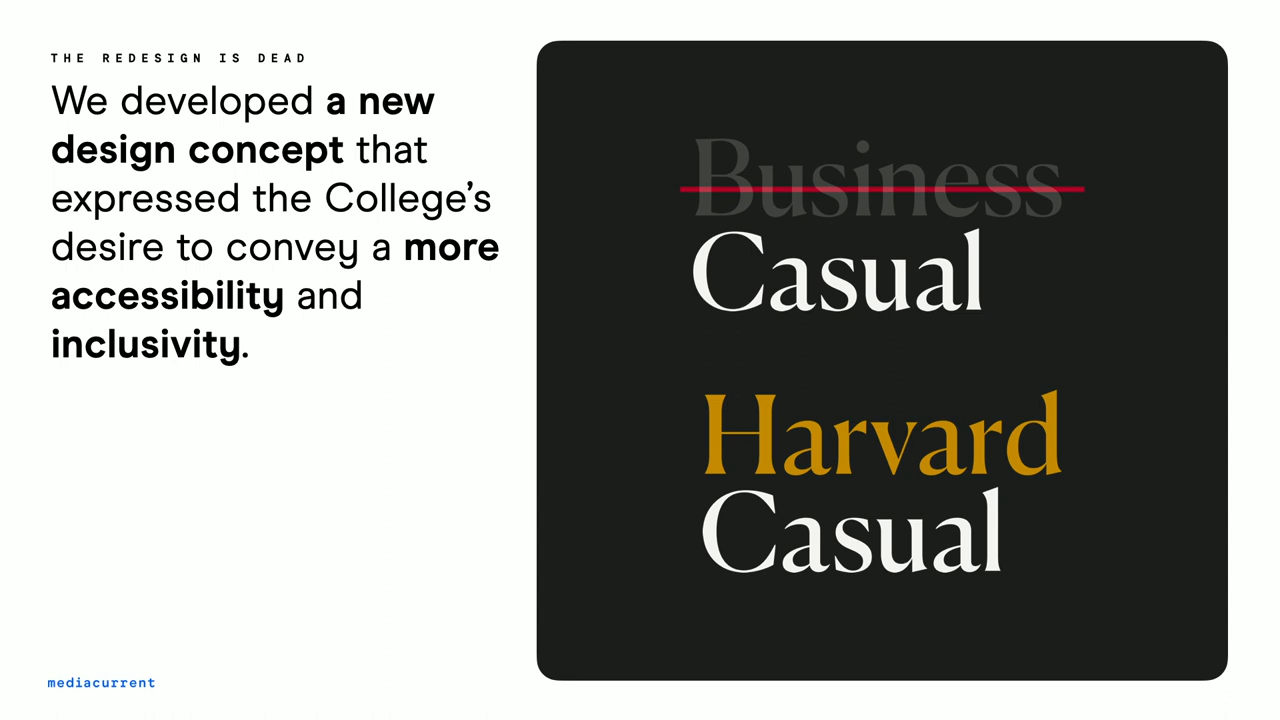 THE REDESIGN IS DEAD
We developed a new
design concept that
expressed the College’s
desire to convey a more
accessibility and
inclusivity.
Business
Casual
Harvard
Casual
mediacurrent